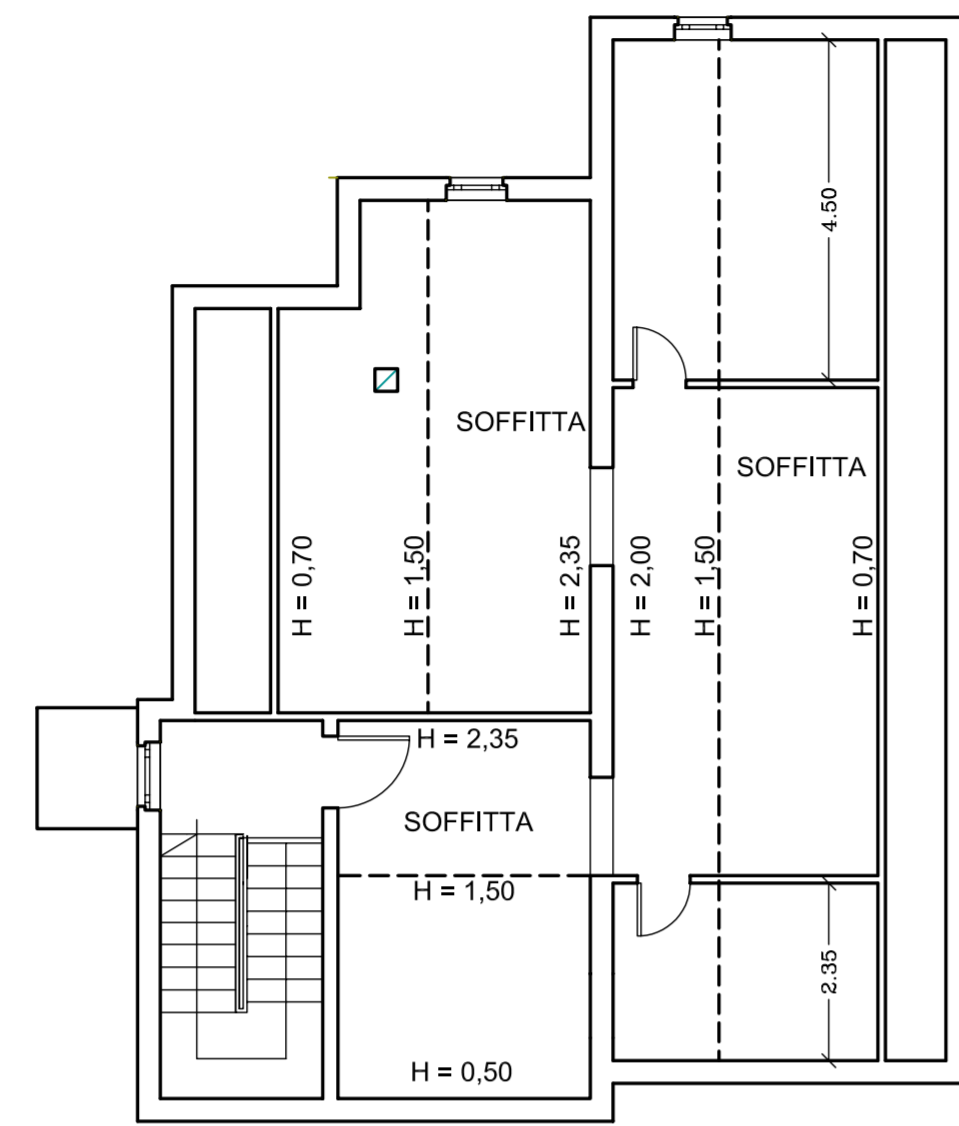 4.50
SOFFITTA
SOFFITTA
H = 0,70
H = 1,50
H = 2,35
H = 2,00
H = 1,50
H = 0,70
H = 2,35
SOFFITTA
H = 1,50
2.35
H = 0,50